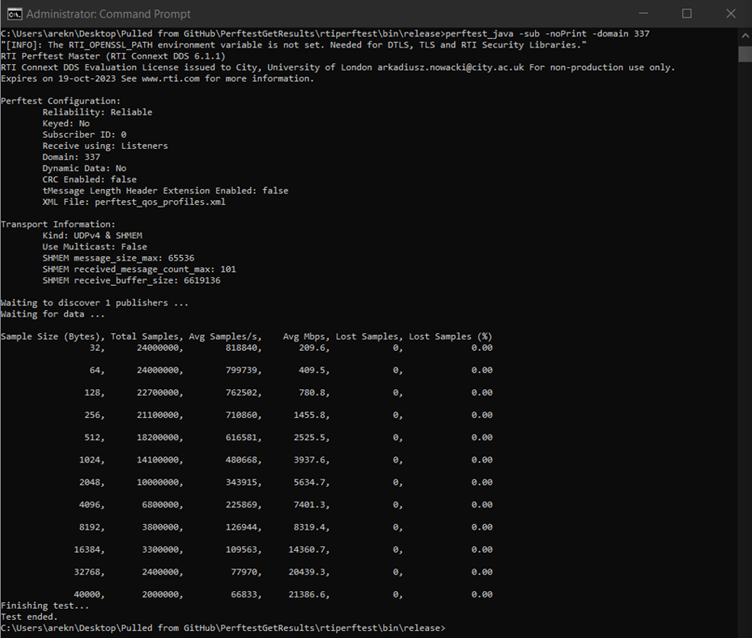 Administrator: Command Prompt
C:\Users\arekn\Desktop\Pulled from GitHub\PerftestGetResults\rtiperftest\bin\release>perftest_java -sub -noPrint -domain 337
"[INFO]: The RTI_OPENSSL_PATH environment variable is not set. Needed for DTLS, TLS and RTI Security Libraries."
RTI Perftest Master (RTI Connext DDS 6.1.1)
RTI Connext DDS Evaluation License issued to City, University of London arkadiusz.nowacki@city.ac.uk For non-production use only.
Expires on 19-oct-2023 See www.rti.com for more information.
Perftest Configuration:
Reliability: Reliable
Keyed: No
Subscriber ID: 0
Receive using: Listeners
Domain: 337
Dynamic Data: No
CRC Enabled: false
tMessage Length Header Extension Enabled: false
XML File: perftest_qos_profiles.xml
Transport Information:
Kind: UDPv4 & SHMEM
Use Multicast: False
SHMEM message_size_max: 65536
SHMEM received_message_count_max: 101
SHMEM receive_buffer_size: 6619136
Waiting to discover 1 publishers ...
Waiting for data ...
Sample Size (Bytes), Total Samples, Avg Samples/s, Avg Mbps, Lost Samples, Lost Samples (%)
32, 24000000, 818840, 209.6, 0, 0.00
64, 24000000, 799739, 409.5, 0, 0.00
128, 22700000, 762502, 780.8, 0, 0.00
256, 21100000, 710860, 1455.8, 0, 0.00
512, 18200000, 616581, 2525.5, 0, 0.00
1024, 14100000, 480668, 3937.6, 0, 0.00
2048, 10000000, 343915, 5634.7, 0, 0.00
4096, 6800000, 225869, 7401.3, 0, 0.00
8192, 3800000, 126944, 8319.4, 0, 0.00
16384, 3300000, 109563, 14360.7, 0, 0.00
32768, 2400000, 77970, 20439.3, 0, 0.00
40000, 2000000, 66833, 21386.6, 0, 0.00
Finishing test...
Test ended.
C:\Users\arekn\Desktop\Pulled from GitHub\PerftestGetResults\rtiperftest\bin\release>